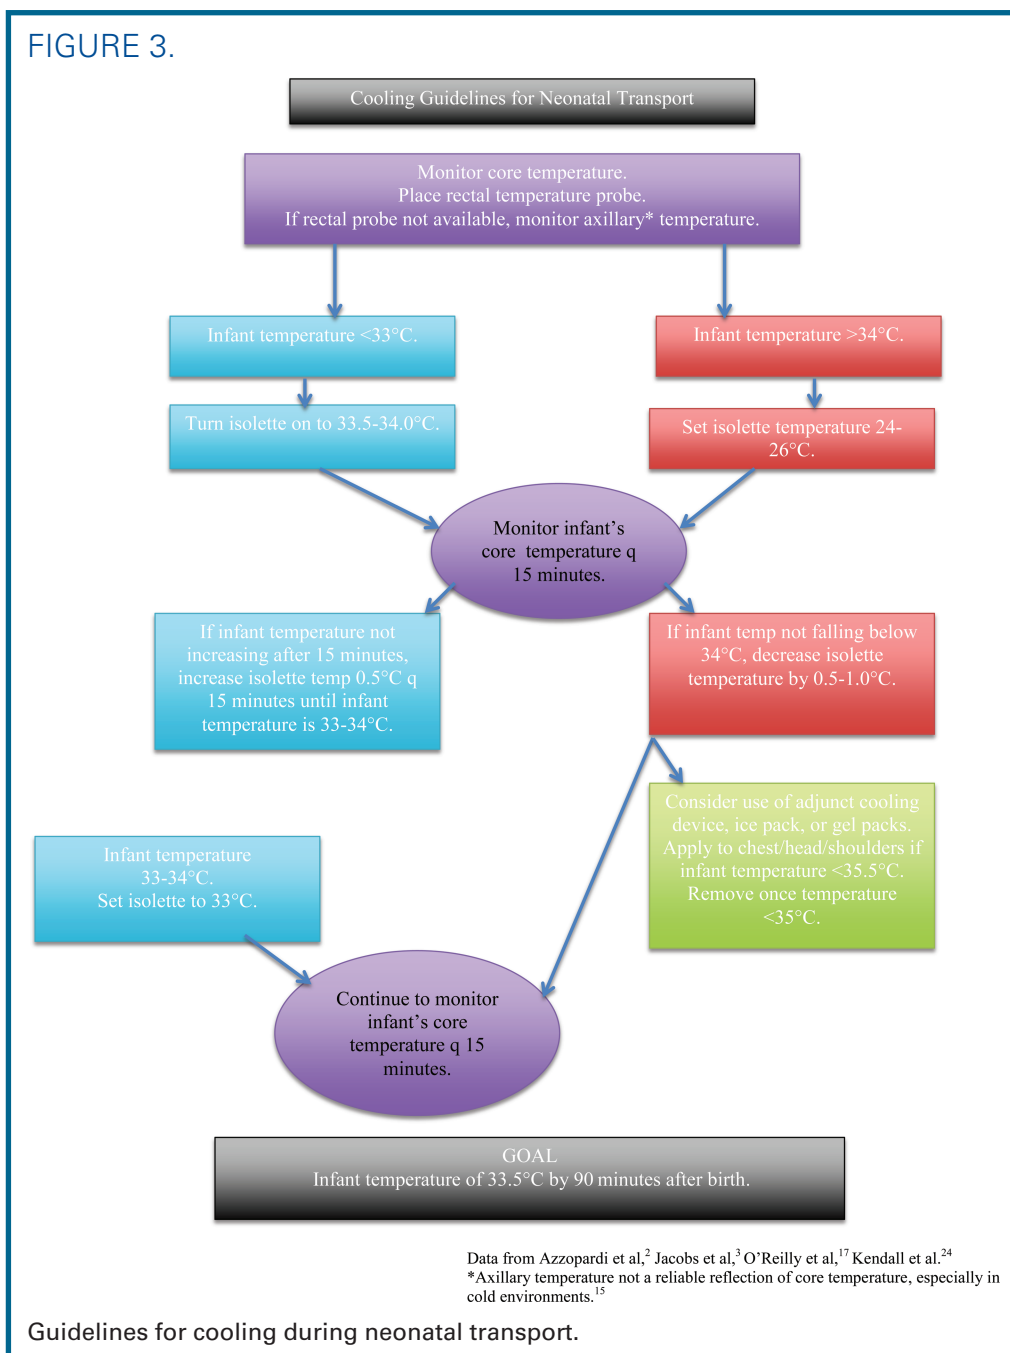 FIGURE 3.
Cooling Guidelines for Neonatal Transport
Monitor core temperature.
Place rectal temperature probe.
If rectal probe not available, monitor axillary* temperature.
Infant temperature <33°C.
Infant temperature >34°C.
Turn isolette on to 33.5-34.0°C.
Set isolette temperature 24-
26°C.
Monitor infant's
core temperature q
15 minutes.
If infant temperature not
increasing after 15 minutes,
increase isolette temp 0.5°C q
15 minutes until infant
temperature is 33-34°C.
If infant temp not falling below
34°C, decrease isolette
temperature by 0.5-1.0°C.
Consider use of adjunct cooling
device, ice pack, or gel packs.
Apply to chest/head/shoulders if
infant temperature <35.5°C.
Remove once temperature
<35°C.
Infant temperature
33-34°C.
Set isolette to 33°C.
Continue to monitor
infant's core
temperature q 15
minutes.
GOAL
Infant temperature of 33.5°C by 90 minutes after birth.
Data from Azzopardi et al,2 Jacobs et al,3 O'Reilly et al,17 Kendall et al.24
*Axillary temperature not a reliable reflection of core temperature, especially in
cold environments.15
Guidelines for cooling during neonatal transport.